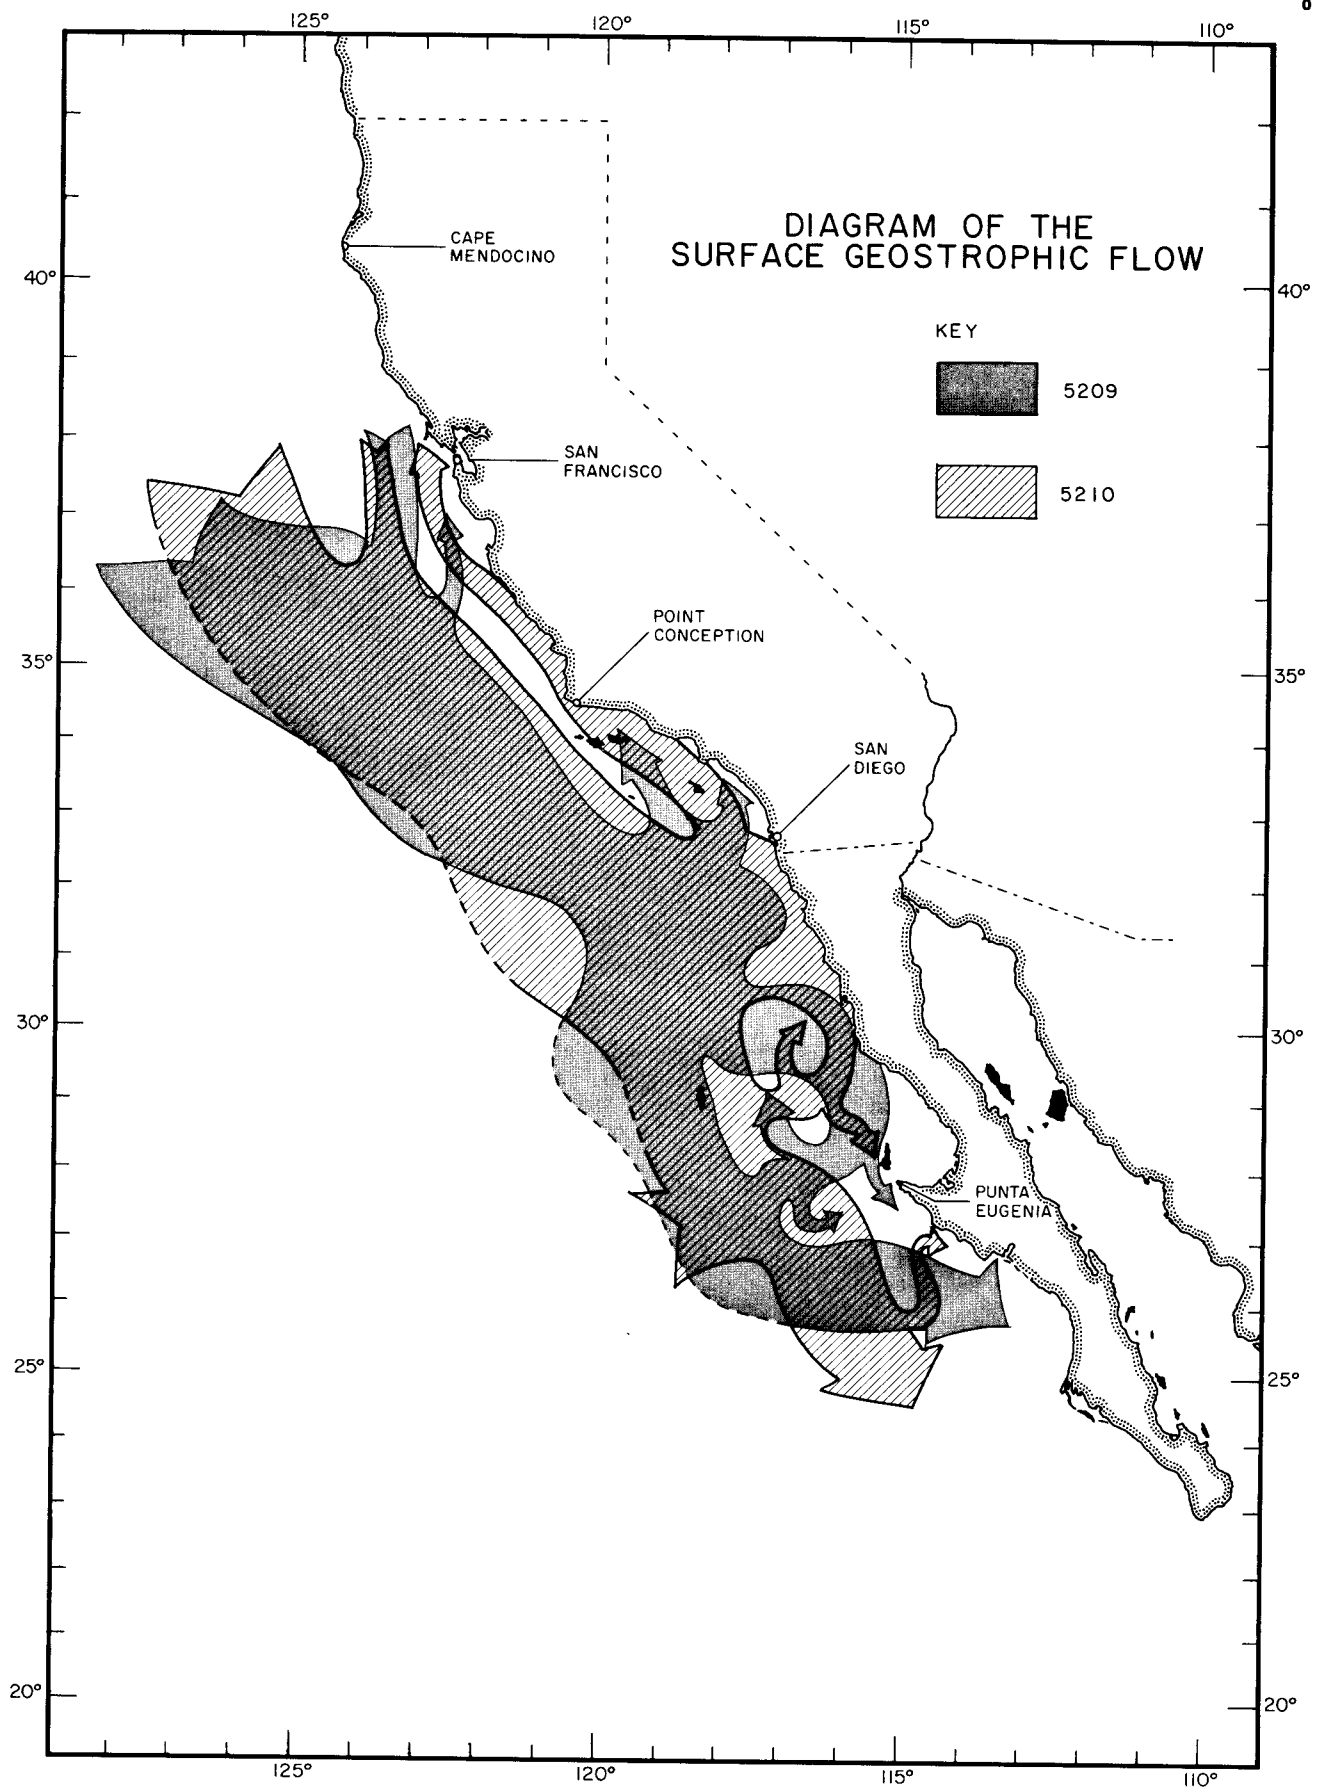 125° 120° 115° 110°
DIAGRAM OF THE
SURFACE GEOSTROPHIC FLOW
CAPE
MENDOCINO
40° 40°
KEY
5209
SAN
FRANCISCO
5210
POINT
CONCEPTION
35° 35°
SAN
DIEGO
30° 30°
PUNTA
EUGENIA
25° 25°
20° 20°
125° 120° 115° 110°